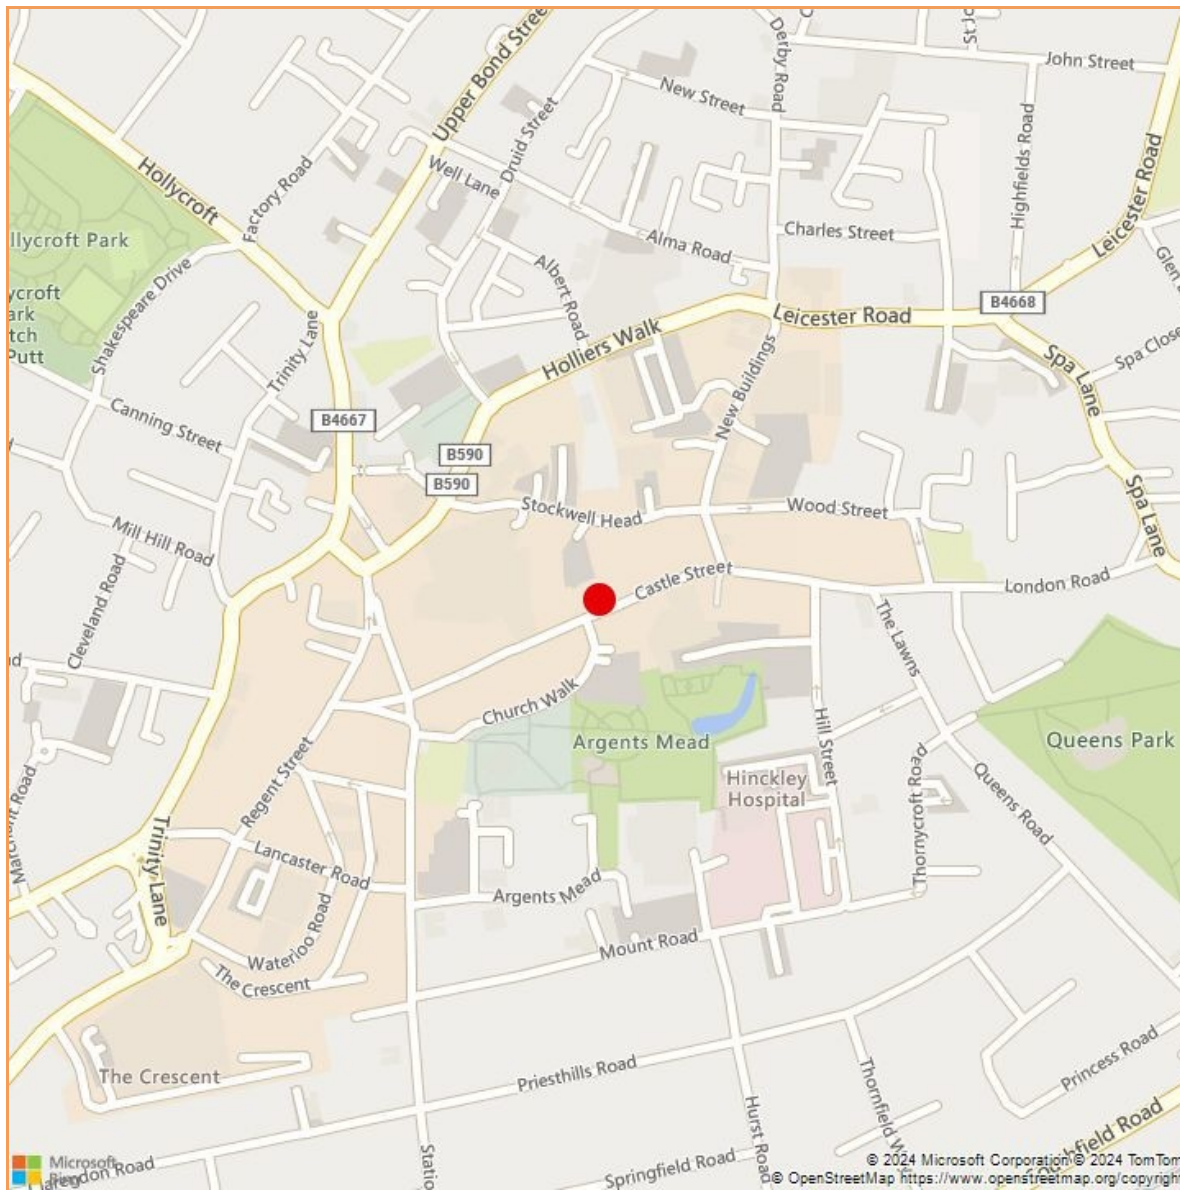 Upper Bond Stree
Derby Road
John Street
New Street
Highfields Road
Druid Street
Well Lane
Hollycroft
Factory Road
Leicester Road
Charles Street
Alma Road
llycroft Park
Albert Road
ycroft
ark
tch
Putt
Shakespeare Drive
Trinity Lane
B4668
Leicester Road
Holliers Walk
Spa Lane
Spa Close
New Buildings
Canning Street
B4667
B590
B590
Spa Lane
Stockwell Head
Wood Street
Mill Hill Road
Cleveland Road
Castle Street
London Road
The Lawns
Church Walk
Hill Street
Argents Mead
Queens Park
Hinckley
Hospital
Regent Street
Queens Road
Thornycroft Road
Trinity Lane
Lancaster Road
Argents Mead
Waterloo Road
Mount Road
The Crescent
The Crescent
Priesthills Road
Princess Road
Hurst Road
Springfield Road
Microsoft
Bing
© 2024 Microsoft Corporation © 2024 TomTom
© OpenStreetMap https://www.openstreetmap.org/copyright